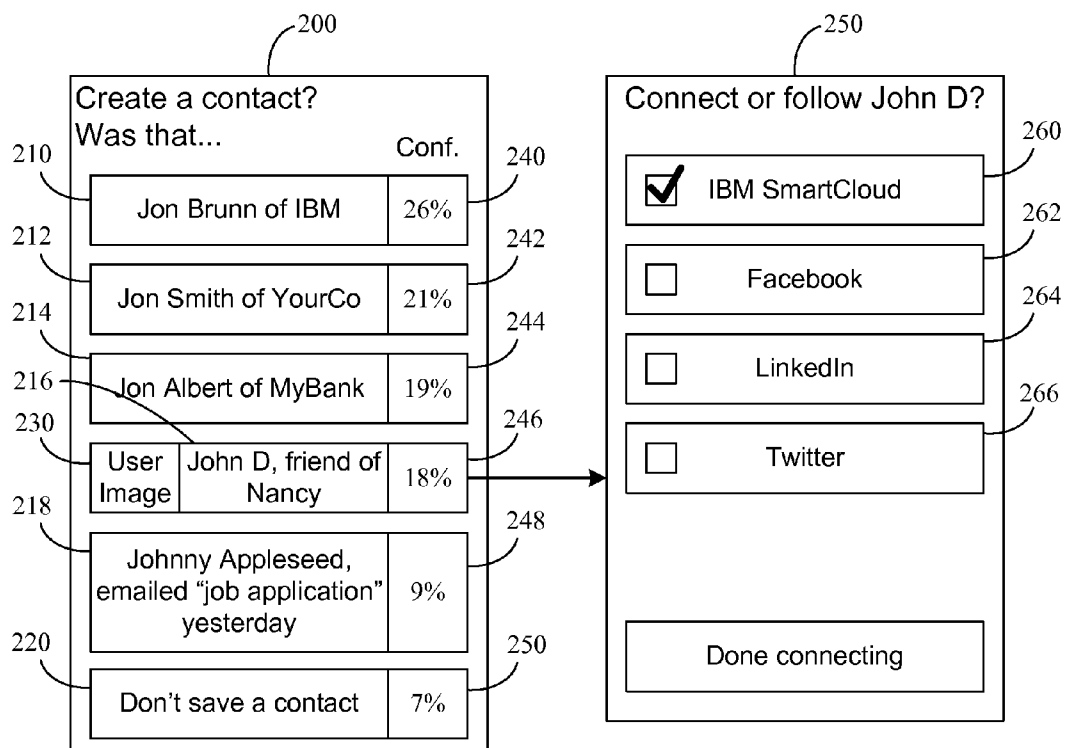 200
Create a contact?
Was that...
Conf.
210
Jon Brunn of IBM
26%
240
212
Jon Smith of YourCo
21%
242
214
Jon Albert of MyBank
19%
244
216
230
User
Image
John D, friend of
Nancy
18%
246
218
Johnny Appleseed,
emailed “job application”
yesterday
9%
248
220
Don’t save a contact
7%
250
250
Connect or follow John D?
260
IBM SmartCloud
262
Facebook
264
LinkedIn
266
Twitter
Done connecting